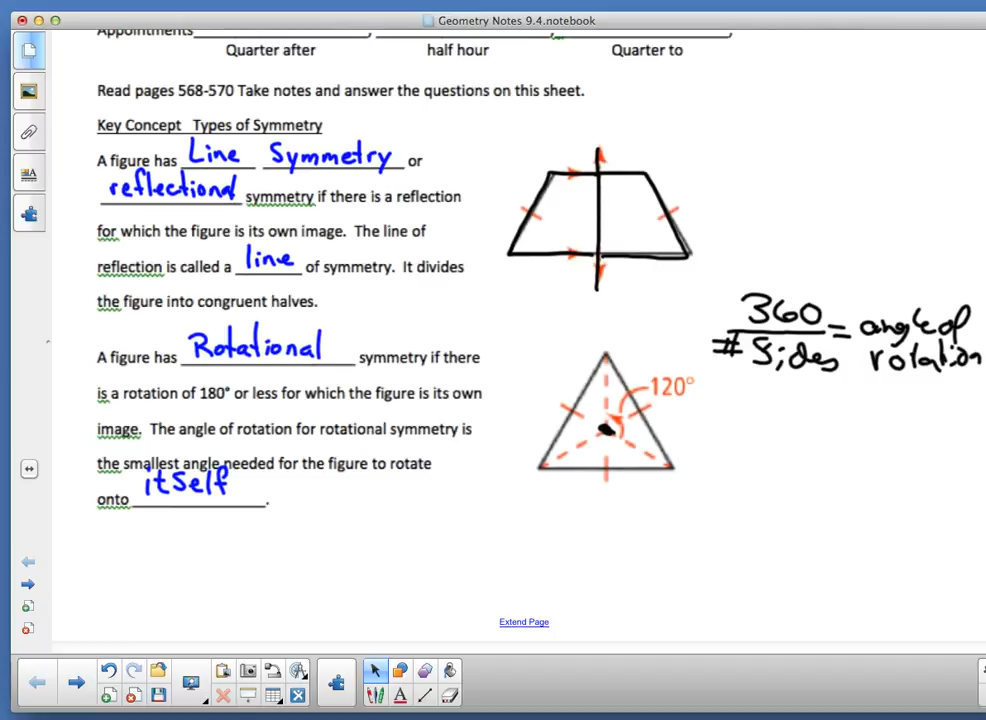 Geometry Notes 9.4.notebook
Appointments
Quarter after half hour Quarter to
Read pages 568-570 Take notes and answer the questions on this sheet.
Key Concept Types of Symmetry
A figure has Line Symmetry or
reflectional symmetry if there is a reflection
for which the figure is its own image. The line of
reflection is called a line of symmetry. It divides
the figure into congruent halves.
360
# Sides = angle of rotation
A figure has Rotational symmetry if there
is a rotation of 180° or less for which the figure is its own
image. The angle of rotation for rotational symmetry is
the smallest angle needed for the figure to rotate
onto itself.
120°
Extend Page